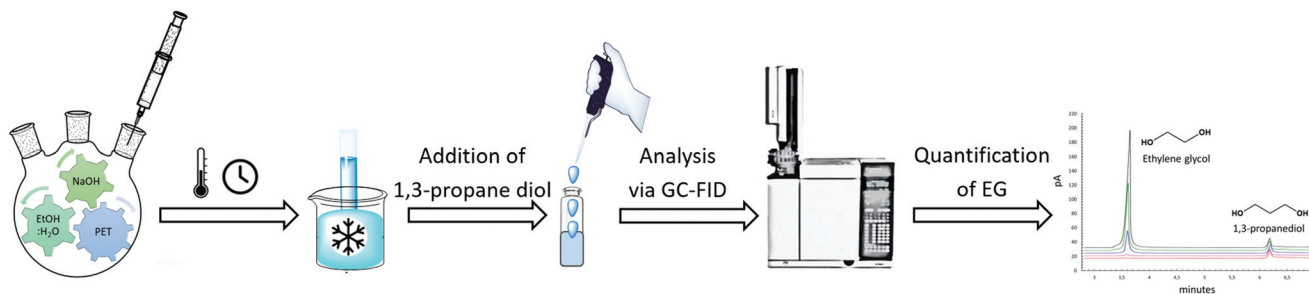 NaOH
EtOH
:H₂O
PET
Addition of
1,3-propane diol
Analysis
via GC-FID
Quantification
of EG
pA
220
200
180
160
140
120
100
80
60
40
20
0
HO
OH
Ethylene glycol
HO
OH
1,3-propanediol
3
3,5
4
4,5
5
5,5
6
6,5
minutes